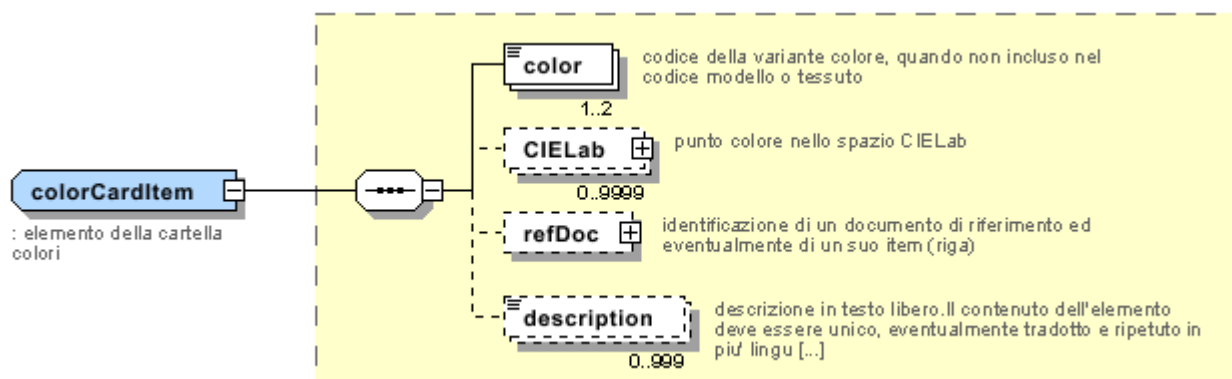 color
codice della variante colore, quando non incluso nel
codice modello o tessuto
1..2
CIELab
punto colore nello spazio CIELab
0..9999
colorCardItem
: elemento della cartella
colori
refDoc
identificazione di un documento di riferimento ed
eventualmente di un suo item (riga)
description
descrizione in testo libero.Il contenuto dell'elemento
deve essere unico, eventualmente tradotto e ripetuto in
piu' lingu [...]
0..999